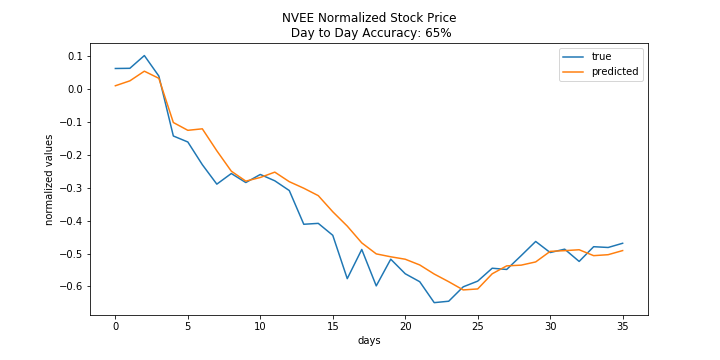 NVEE Normalized Stock Price
Day to Day Accuracy: 65%
true
predicted
normalized values
0.1
0.0
−0.1
−0.2
−0.3
−0.4
−0.5
−0.6
0 5 10 15 20 25 30 35
days